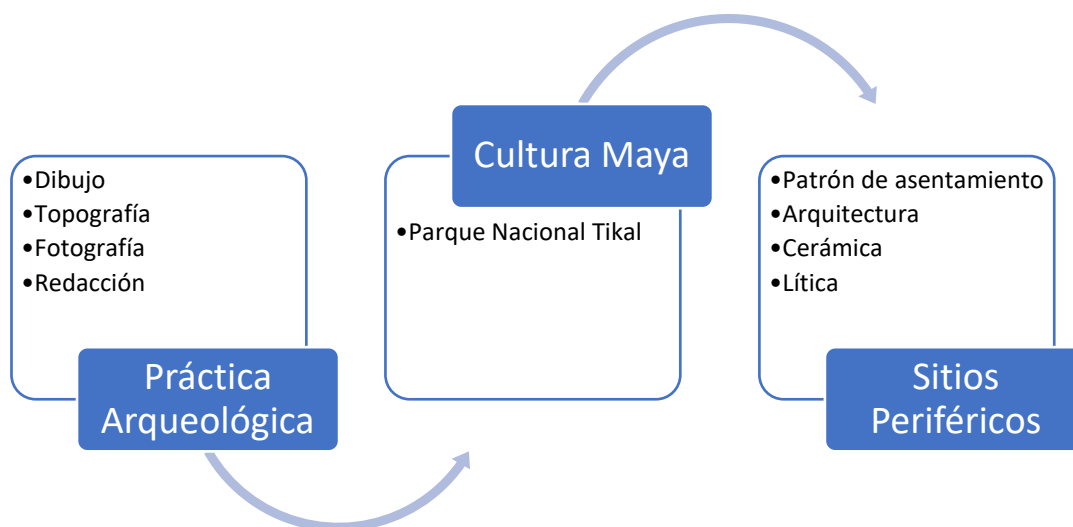 •Dibujo
•Topografía
•Fotografía
•Redacción
Práctica
Arqueológica
Cultura Maya
•Parque Nacional Tikal
•Patrón de asentamiento
•Arquitectura
•Cerámica
•Lítica
Sitios
Periféricos